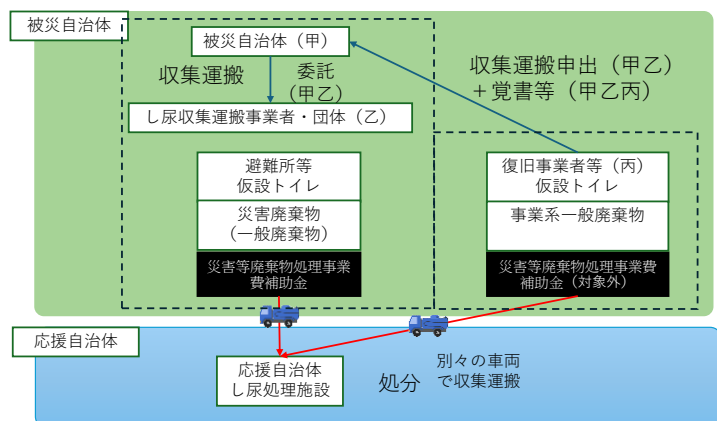 被災自治体
被災自治体（甲）
収集運搬
委託
（甲乙）
し尿収集運搬事業者・団体（乙）
収集運搬申出（甲乙）
＋覚書等（甲乙丙）
避難所等
仮設トイレ
災害廃棄物
（一般廃棄物）
災害等廃棄物処理事業
費補助金
復旧事業者等（丙）
仮設トイレ
事業系一般廃棄物
災害等廃棄物処理事業費
補助金（対象外）
応援自治体
応援自治体
し尿処理施設
処分
別々の車両
で収集運搬